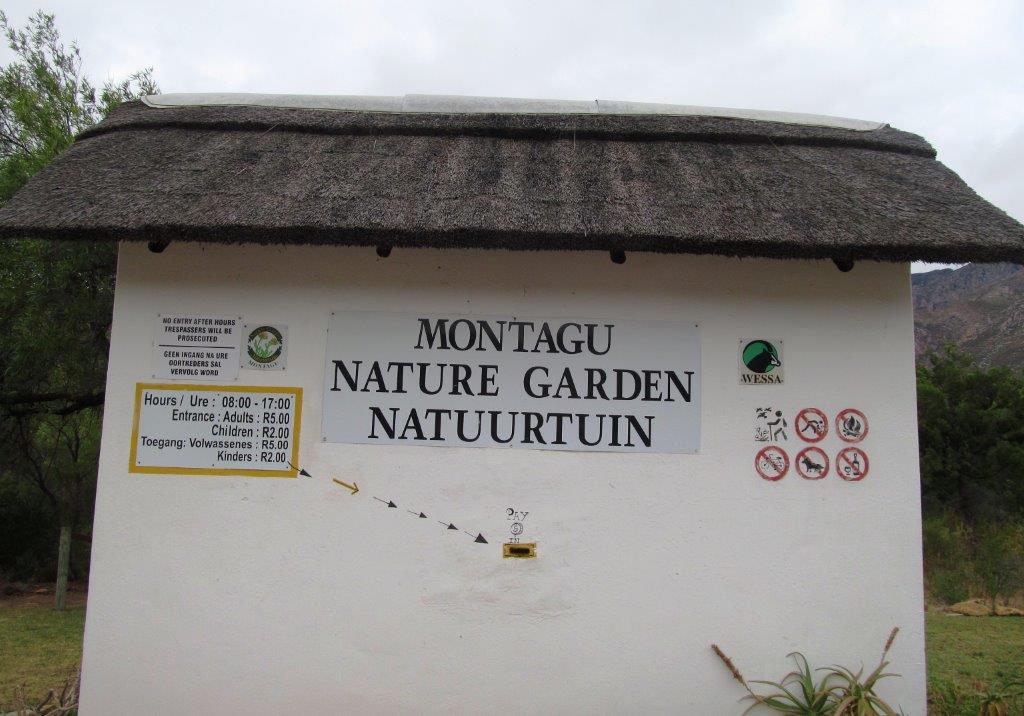 NO ENTRY AFTER HOURS
TRESPASSERS WILL BE
PROSECUTED
GEEN INGANG NA URE
OORTREDERS SAL
VERVOLG WORD
MONTAGU
Hours / Ure : 08:00 - 17:00
Entrance : Adults : R5.00
Children : R2.00
Toegang: Volwassenes : R5.00
Kinders : R2.00
MONTAGU
NATURE GARDEN
NATUURTUIN
WESSA
PAY
IN